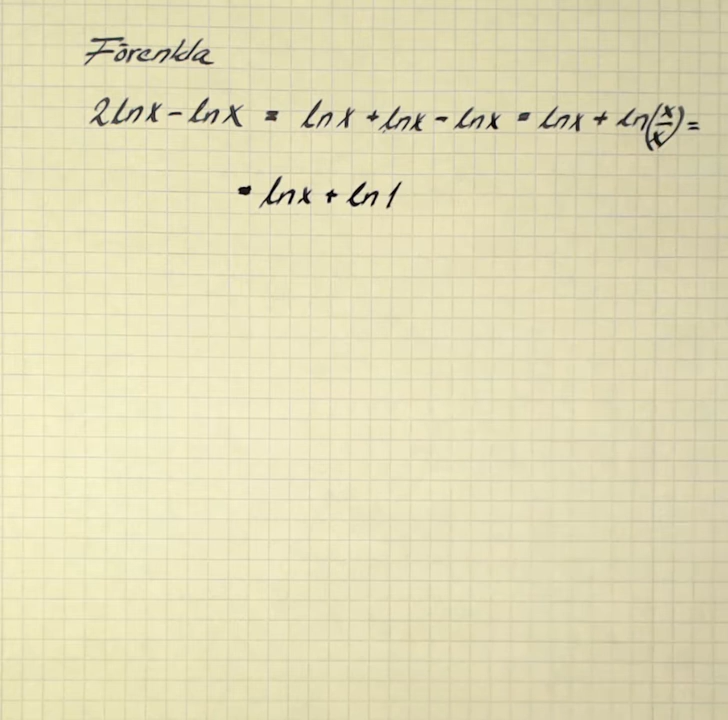 Förenkla
2lnx - lnx = lnx + lnx - lnx = lnx + ln(x/x) =
= lnx + ln1